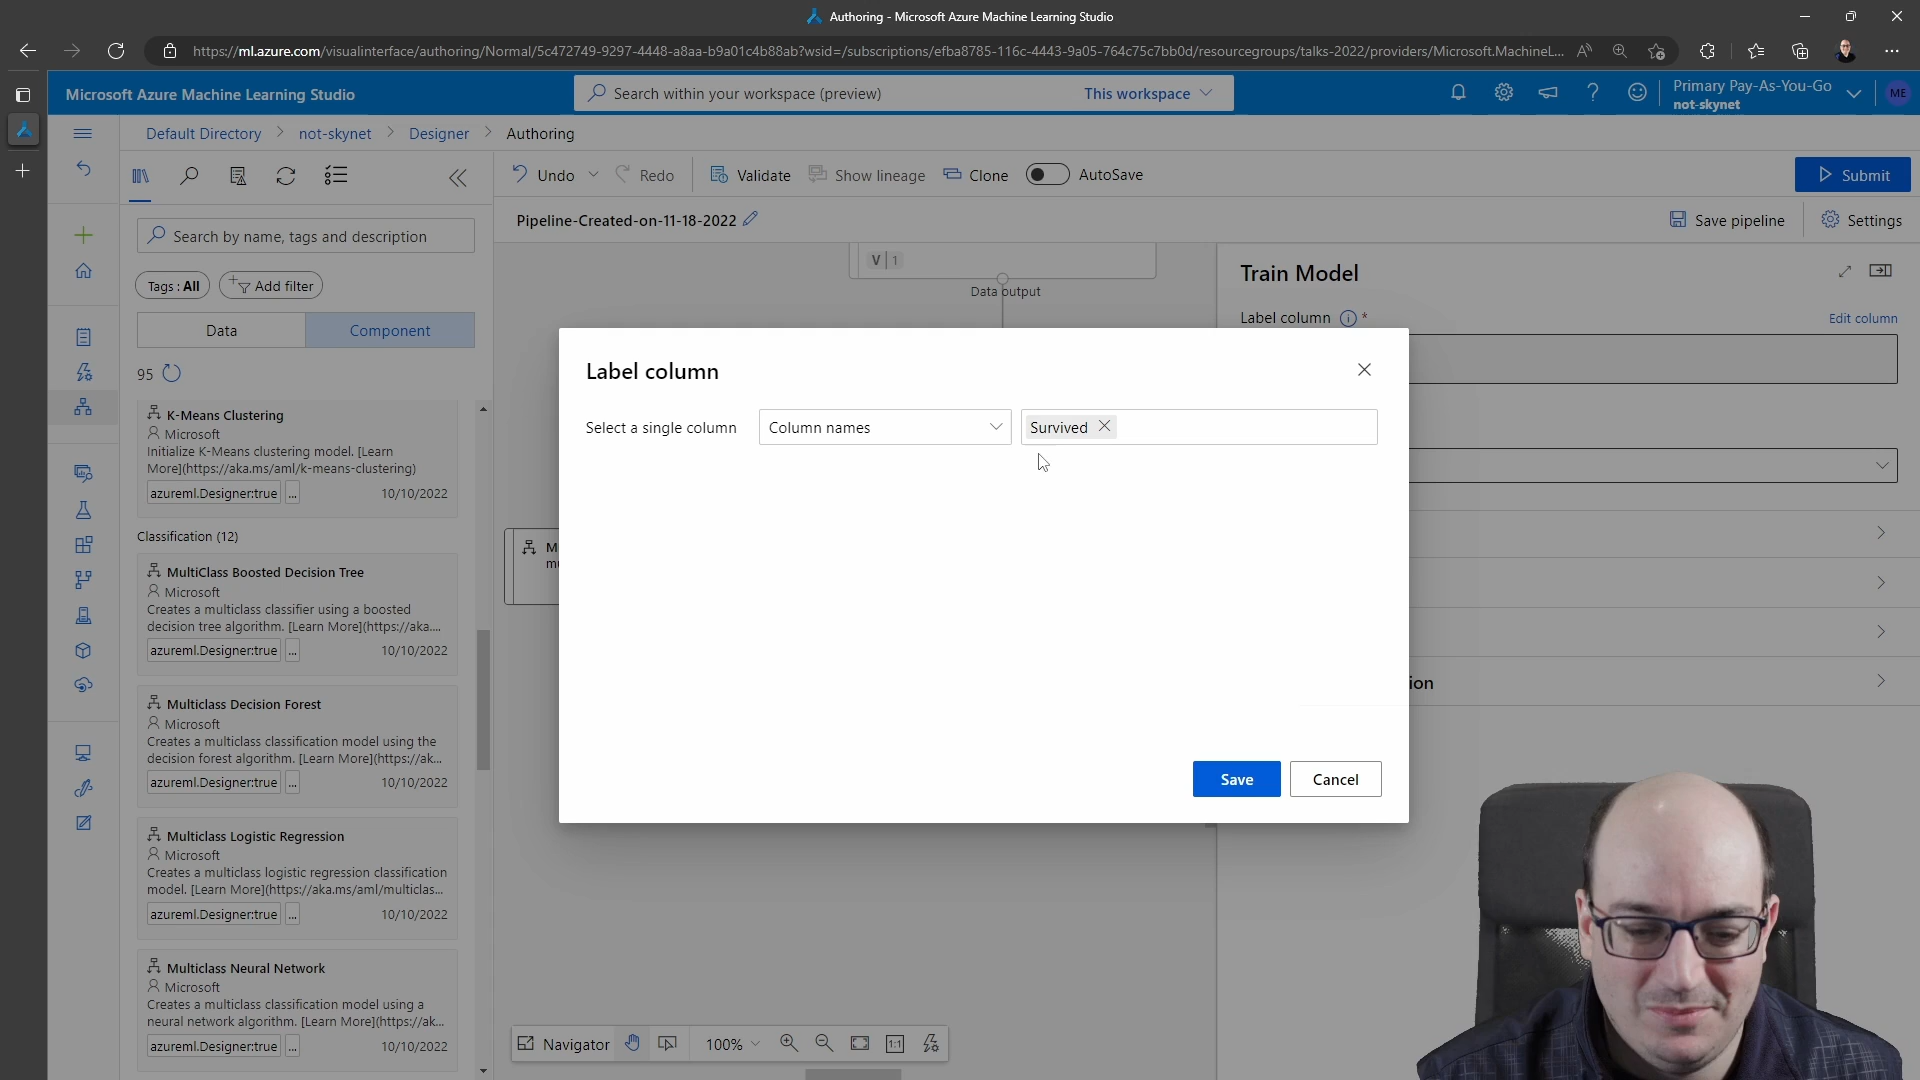 Authoring - Microsoft Azure Machine Learning Studio
https://ml.azure.com/visualinterface/authoring/Normal/5c472749-9297-4448-a8aa-b9a01c4b88ab?wsid=/subscriptions/efba8785-116c-4443-9a05-764c75c7bb0d/resourcegroups/talks-2022/providers/Microsoft.MachineL...
Microsoft Azure Machine Learning Studio
Search within your workspace (preview)
This workspace
Primary Pay-As-You-Go
not-skynet
ME
Default Directory > not-skynet > Designer > Authoring
Undo
Redo
Validate
Show lineage
Clone
AutoSave
Submit
Search by name, tags and description
Pipeline-Created-on-11-18-2022
Save pipeline
Settings
Tags : All
Add filter
Data
Component
95
V | 1
Data output
Train Model
Label column *
Edit column
K-Means Clustering
Microsoft
Initialize K-Means clustering model. [Learn
More](https://aka.ms/aml/k-means-clustering)
azureml.Designer:true
...
10/10/2022
Classification (12)
MultiClass Boosted Decision Tree
Microsoft
Creates a multiclass classifier using a boosted
decision tree algorithm. [Learn More](https://aka....
azureml.Designer:true
...
10/10/2022
Multiclass Decision Forest
Microsoft
Creates a multiclass classification model using the
decision forest algorithm. [Learn More](https://ak...
azureml.Designer:true
...
10/10/2022
Multiclass Logistic Regression
Microsoft
Creates a multiclass logistic regression classification
model. [Learn More](https://aka.ms/aml/multiclas...
azureml.Designer:true
...
10/10/2022
Multiclass Neural Network
Microsoft
Creates a multiclass classification model using a
neural network algorithm. [Learn More](https://ak...
azureml.Designer:true
...
10/10/2022
Label column
Select a single column
Column names
Survived
Save
Cancel
ion
Navigator
100%
1:1